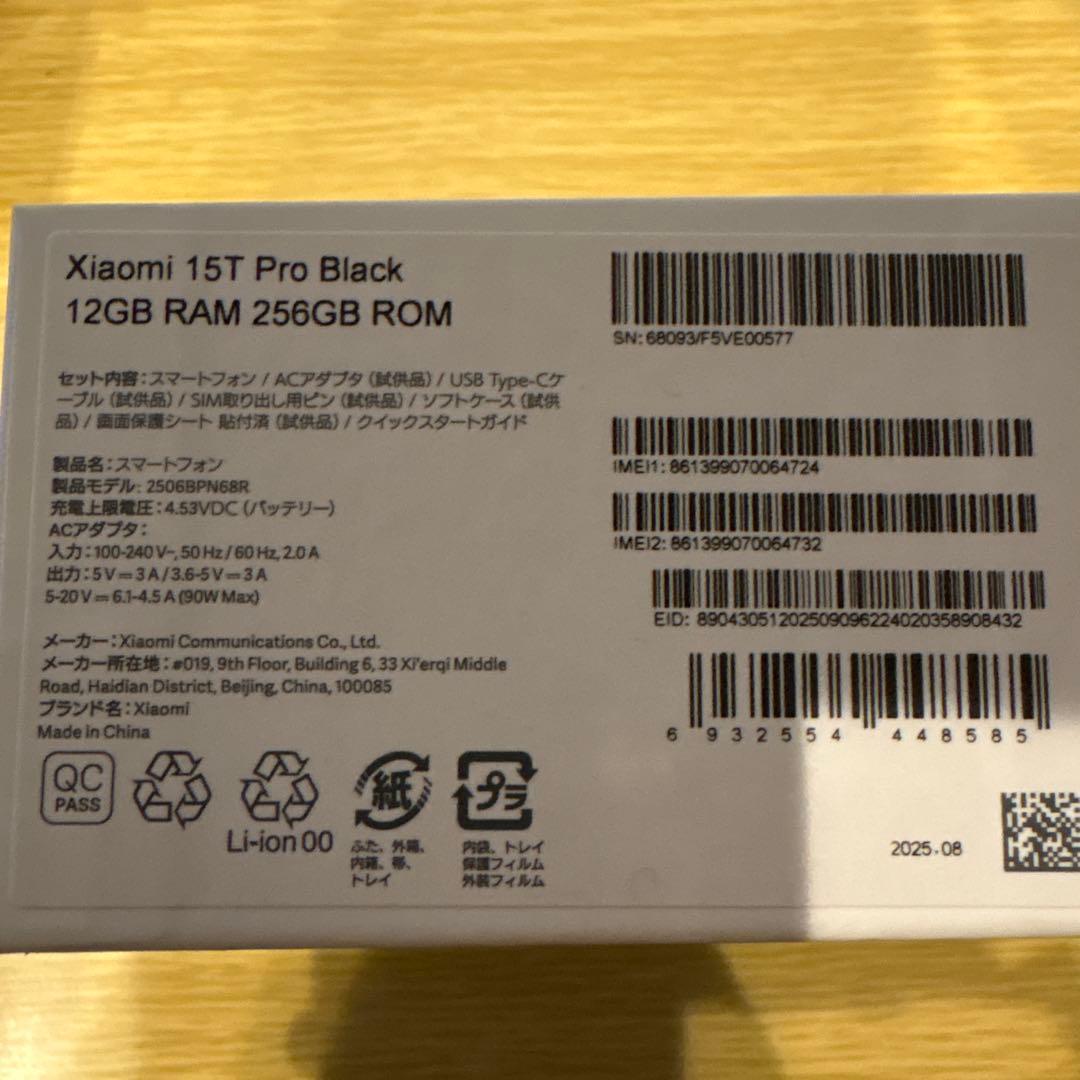 Xiaomi 15T Pro Black
12GB RAM 256GB ROM
セット内容：スマートフォン / ACアダプタ（試供品）/ USB Type-Cケ
ーブル（試供品）/ SIM取り出し用ピン（試供品）/ ソフトケース（試供
品）/ 画面保護シート 貼付済（試供品）/ クイックスタートガイド
製品名：スマートフォン
製品モデル: 2506BPN68R
充電上限電圧：4.53VDC（バッテリー）
ACアダプタ：
入力：100-240 V~, 50 Hz / 60 Hz, 2.0 A
出力：5 V⎓3 A / 3.6-5 V⎓3 A
5-20 V⎓6.1-4.5 A (90W Max)
メーカー：Xiaomi Communications Co., Ltd.
メーカー所在地：#019, 9th Floor, Building 6, 33 Xi'erqi Middle
Road, Haidian District, Beijing, China, 100085
ブランド名：Xiaomi
Made in China
QC
PASS
Li-ion 00
紙
ふた、外箱、
内箱、帯、
トレイ
プラ
内袋、トレイ
保護フィルム
外装フィルム
SN: 68093/F5VE00577
IMEI1: 861399070064724
IMEI2: 861399070064732
EID: 89043051202509096224020358908432
6 932554 448585
2025.08